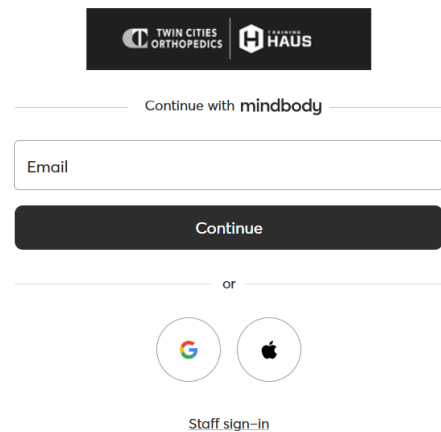 TWIN CITIES
ORTHOPEDICS
TRAINING
HAUS
Continue with mindbody
Email
Continue
or
Staff sign-in